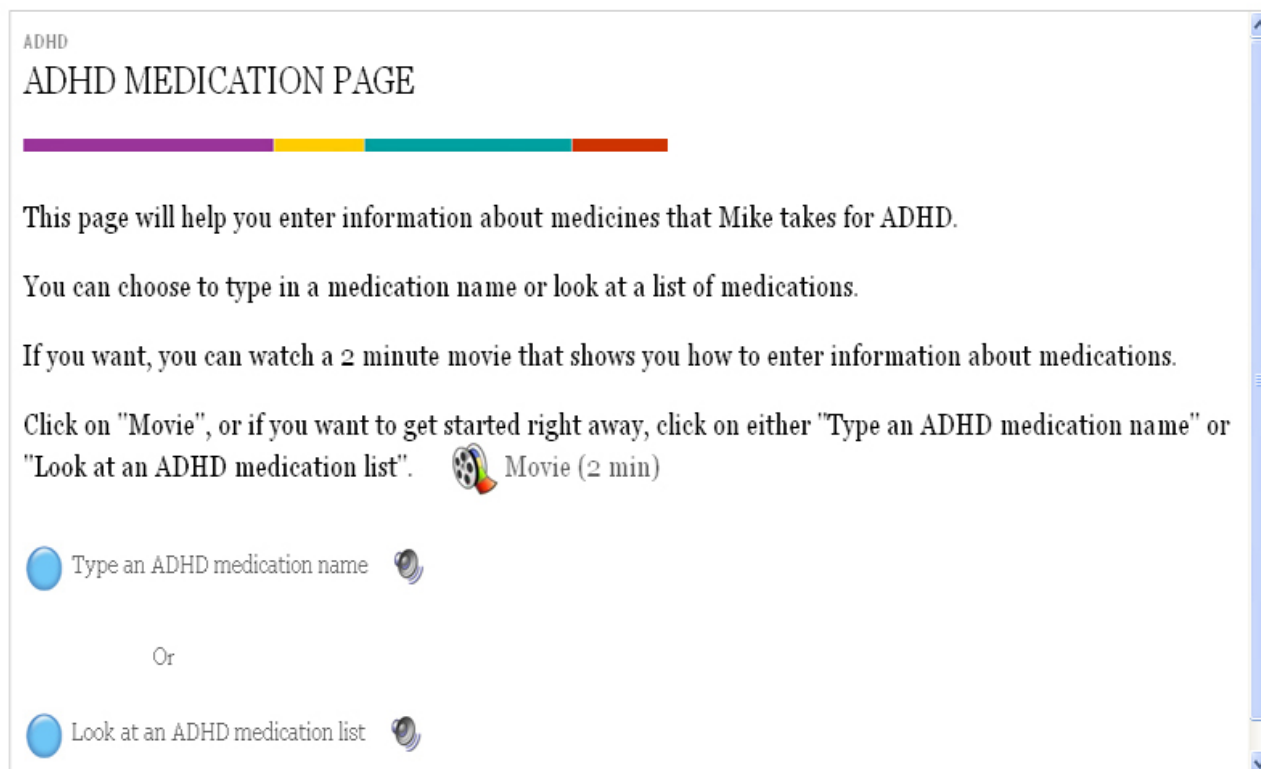 ADHD
ADHD MEDICATION PAGE
This page will help you enter information about medicines that Mike takes for ADHD.
You can choose to type in a medication name or look at a list of medications.
If you want, you can watch a 2 minute movie that shows you how to enter information about medications.
Click on "Movie", or if you want to get started right away, click on either "Type an ADHD medication name" or
"Look at an ADHD medication list". Movie (2 min)
Type an ADHD medication name
Or
Look at an ADHD medication list